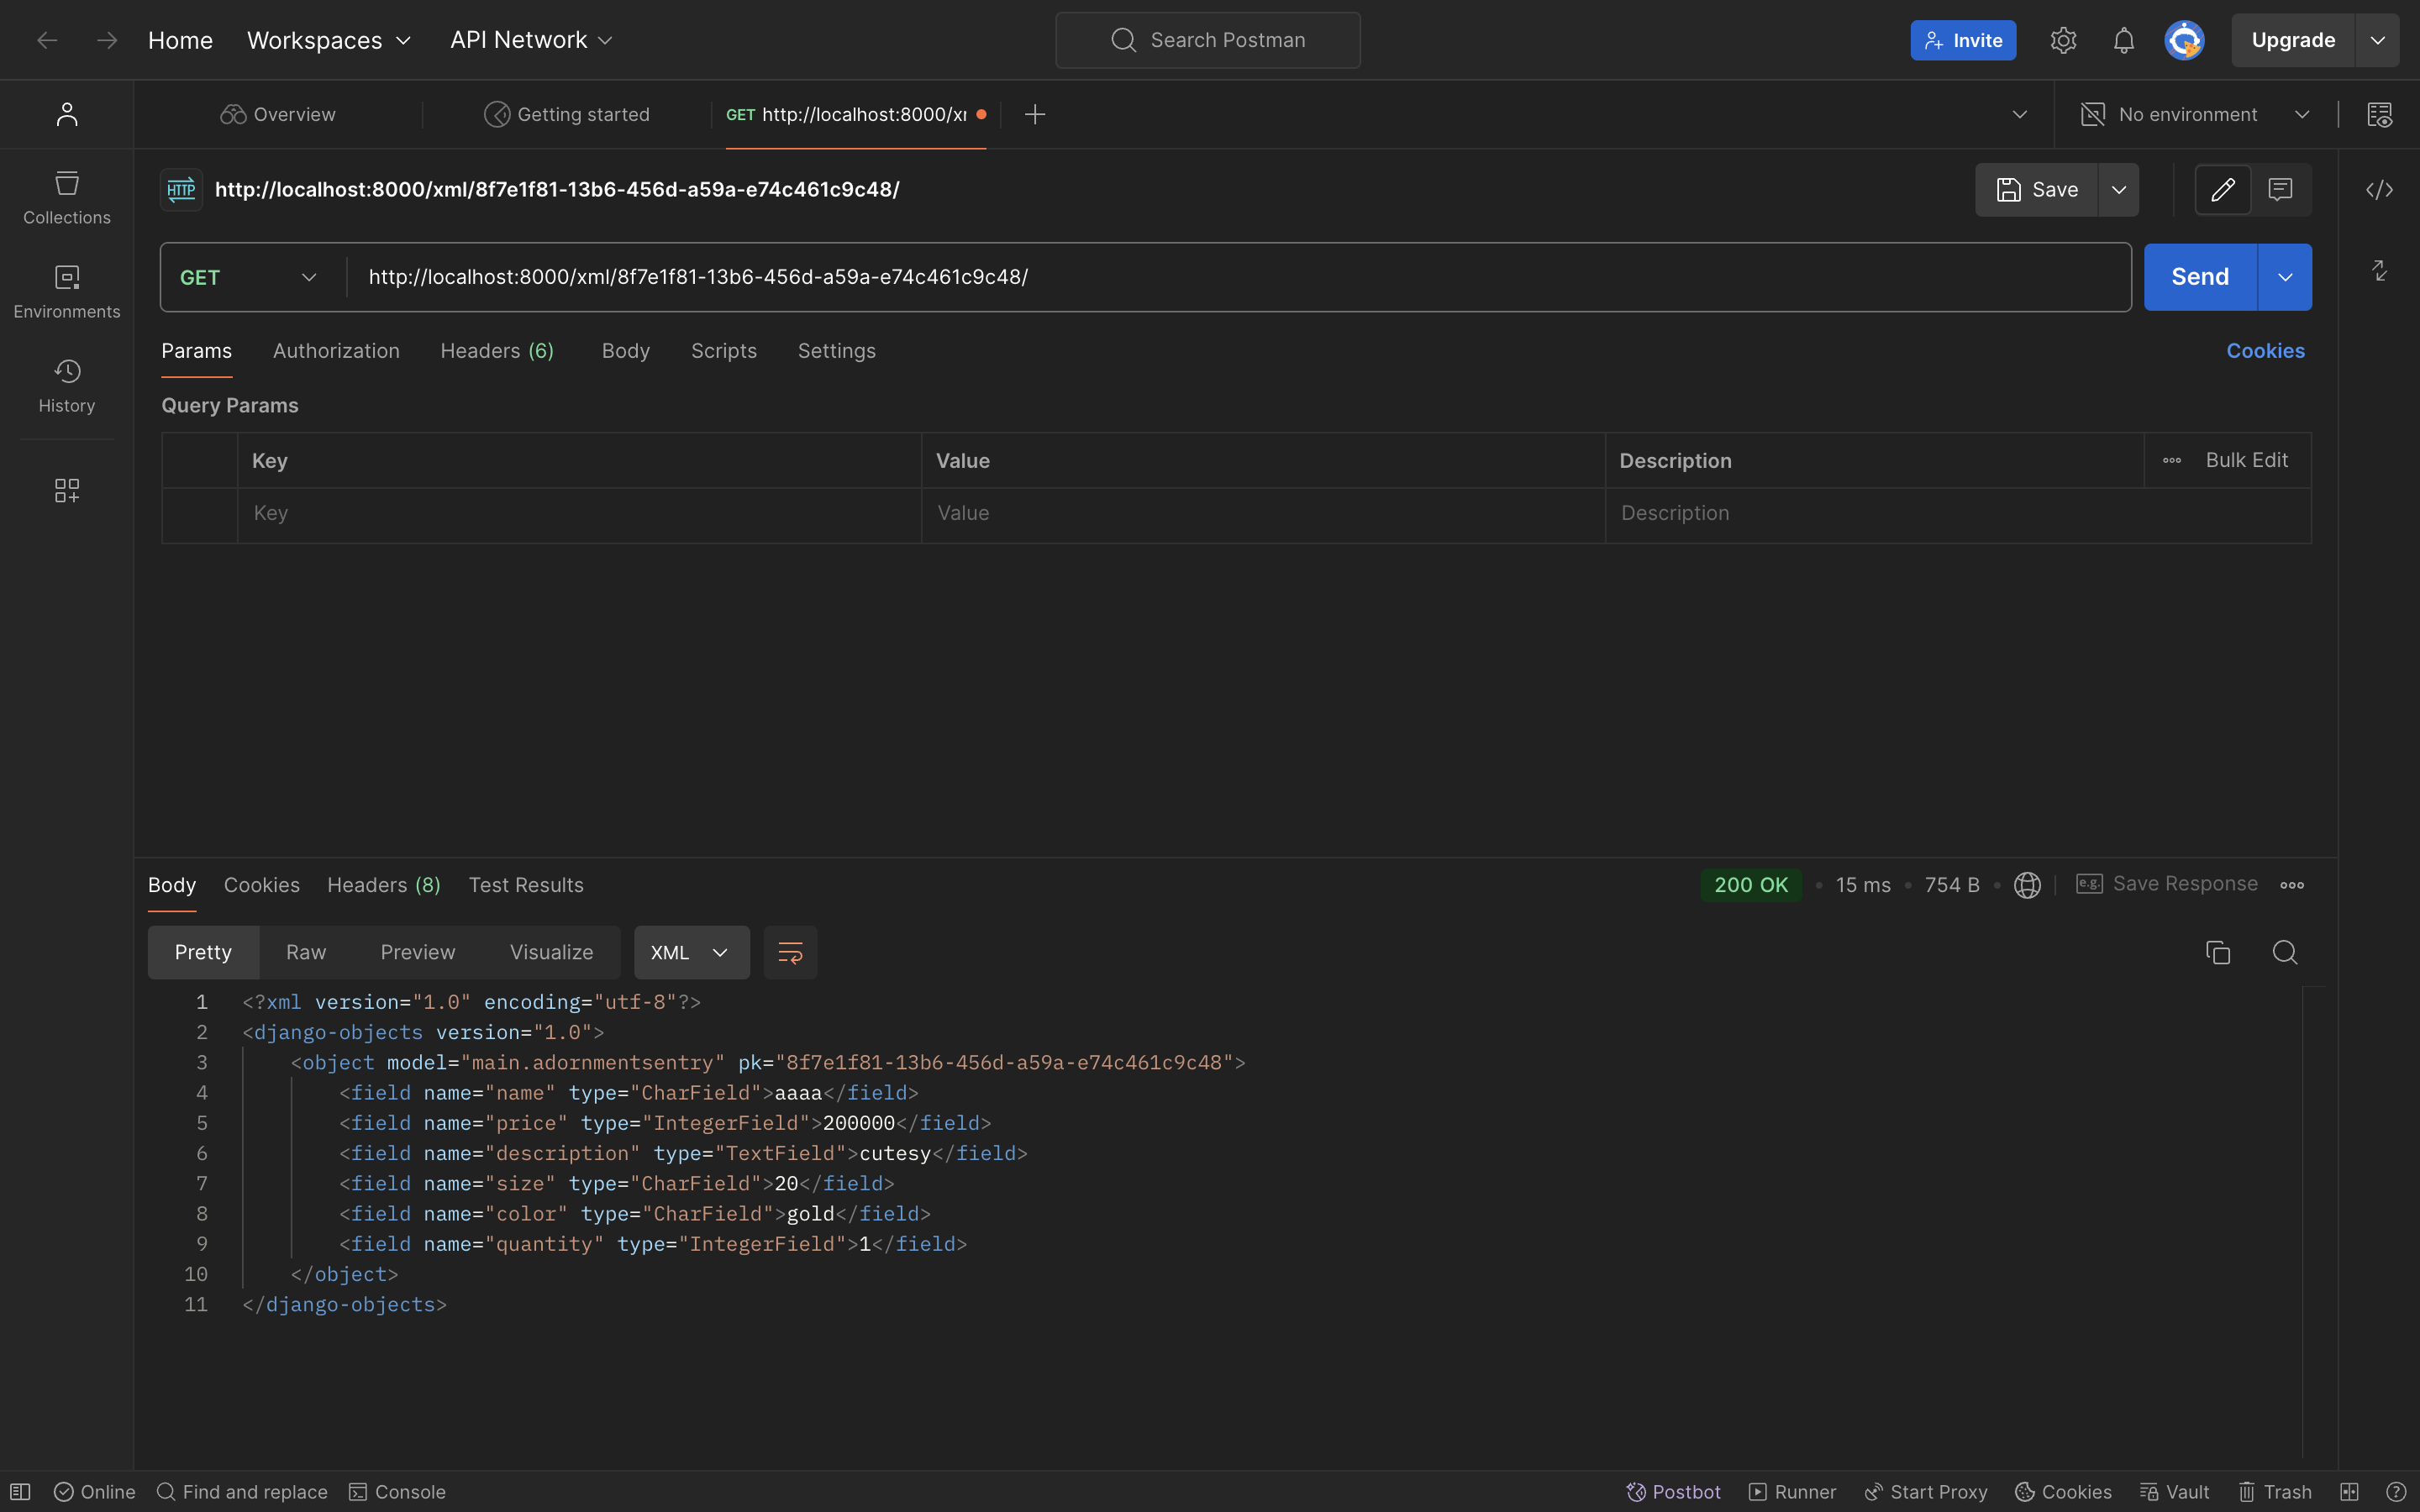 Home Workspaces API Network Search Postman Invite Upgrade
Overview Getting started GET http://localhost:8000/x No environment
HTTP http://localhost:8000/xml/8f7e1f81-13b6-456d-a59a-e74c461c9c48/ Save
Collections
GET http://localhost:8000/xml/8f7e1f81-13b6-456d-a59a-e74c461c9c48/ Send
Environments
Params Authorization Headers (6) Body Scripts Settings Cookies
History
Query Params
Key Value Description Bulk Edit
Key Value Description
Body Cookies Headers (8) Test Results 200 OK 15 ms 754 B e.g. Save Response
Pretty Raw Preview Visualize XML
1 <?xml version="1.0" encoding="utf-8"?>
2 <django-objects version="1.0">
3 <object model="main.adornmentsentry" pk="8f7e1f81-13b6-456d-a59a-e74c461c9c48">
4 <field name="name" type="CharField">aaaa</field>
5 <field name="price" type="IntegerField">200000</field>
6 <field name="description" type="TextField">cutesy</field>
7 <field name="size" type="CharField">20</field>
8 <field name="color" type="CharField">gold</field>
9 <field name="quantity" type="IntegerField">1</field>
10 </object>
11 </django-objects>
Online Find and replace Console Postbot Runner Start Proxy Cookies Vault Trash